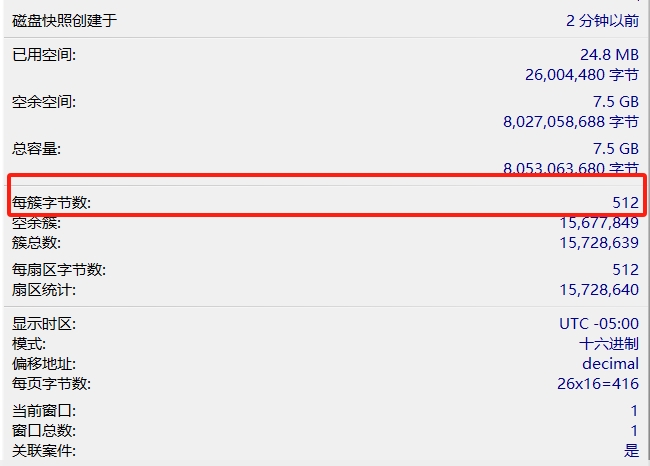 磁盘快照创建于 2 分钟以前
已用空间: 24.8 MB
26,004,480 字节
空余空间: 7.5 GB
8,027,058,688 字节
总容量: 7.5 GB
8,053,063,680 字节
每簇字节数: 512
空余簇: 15,677,849
簇总数: 15,728,639
每扇区字节数: 512
扇区统计: 15,728,640
显示时区: UTC -05:00
模式: 十六进制
偏移地址: decimal
每页字节数: 26x16=416
当前窗口: 1
窗口总数: 1
关联案件: 是